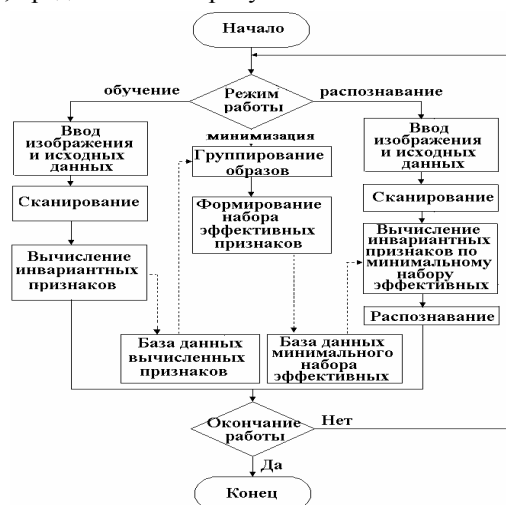 Начало
обучение
Режим
работы
распознавание
минимизация
Ввод
изображения
и исходных
данных
Группирование
образов
Ввод
изображения
и исходных
данных
Сканирование
Формирование
набора
эффективных
признаков
Сканирование
Вычисление
инвариантных
признаков
Вычисление
инвариантных
признаков по
минимальному
набору
эффективных
Распознавание
База данных
вычисленных
признаков
База данных
минимального
набора
эффективных
Окончание
работы
Нет
Да
Конец